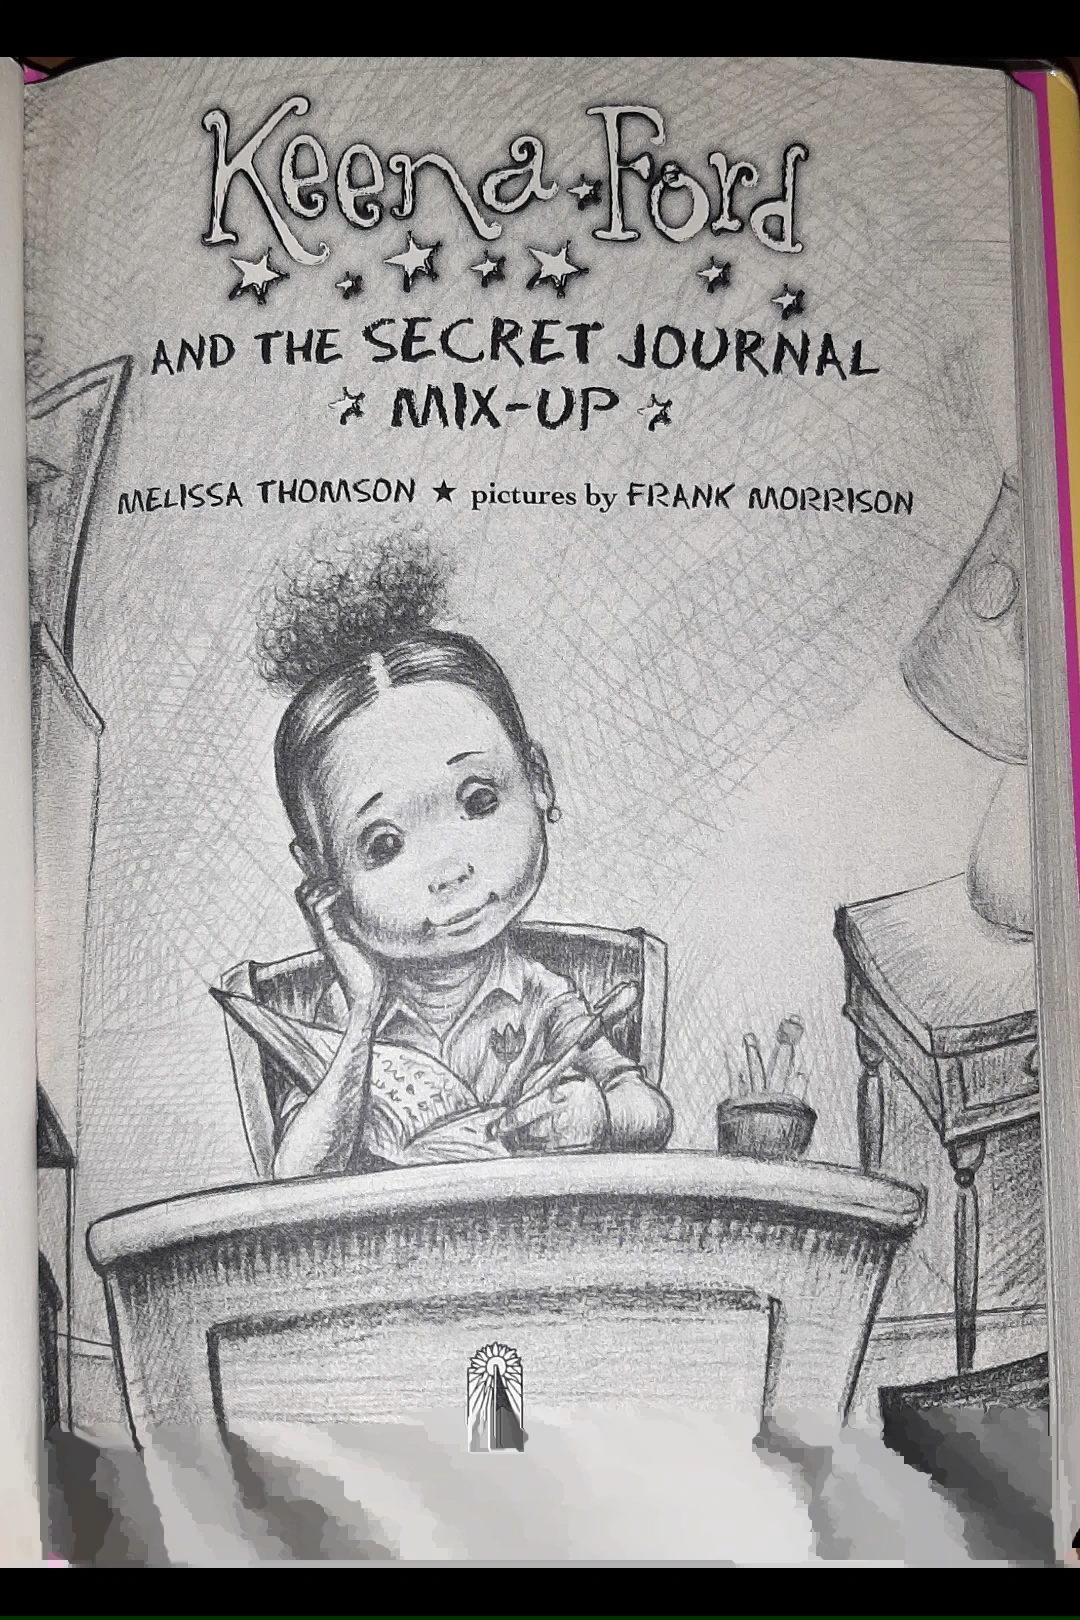 Keena Ford
AND THE SECRET JOURNAL
MIX-UP
MELISSA THOMSON ★ pictures by FRANK MORRISON